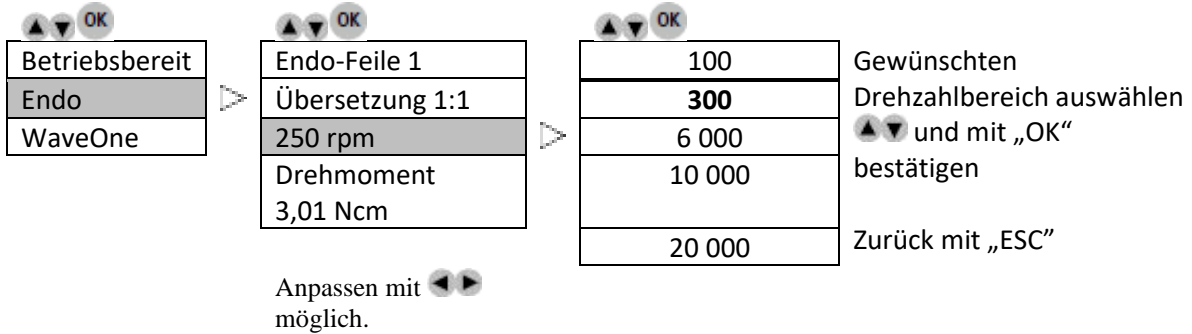 OK
Betriebsbereit
Endo
WaveOne
OK
Endo-Feile 1
Übersetzung 1:1
250 rpm
Drehmoment
3,01 Ncm
Anpassen mit
möglich.
OK
100
300
6 000
10 000
20 000
Gewünschten
Drehzahlbereich auswählen
und mit „OK“
bestätigen
Zurück mit „ESC”